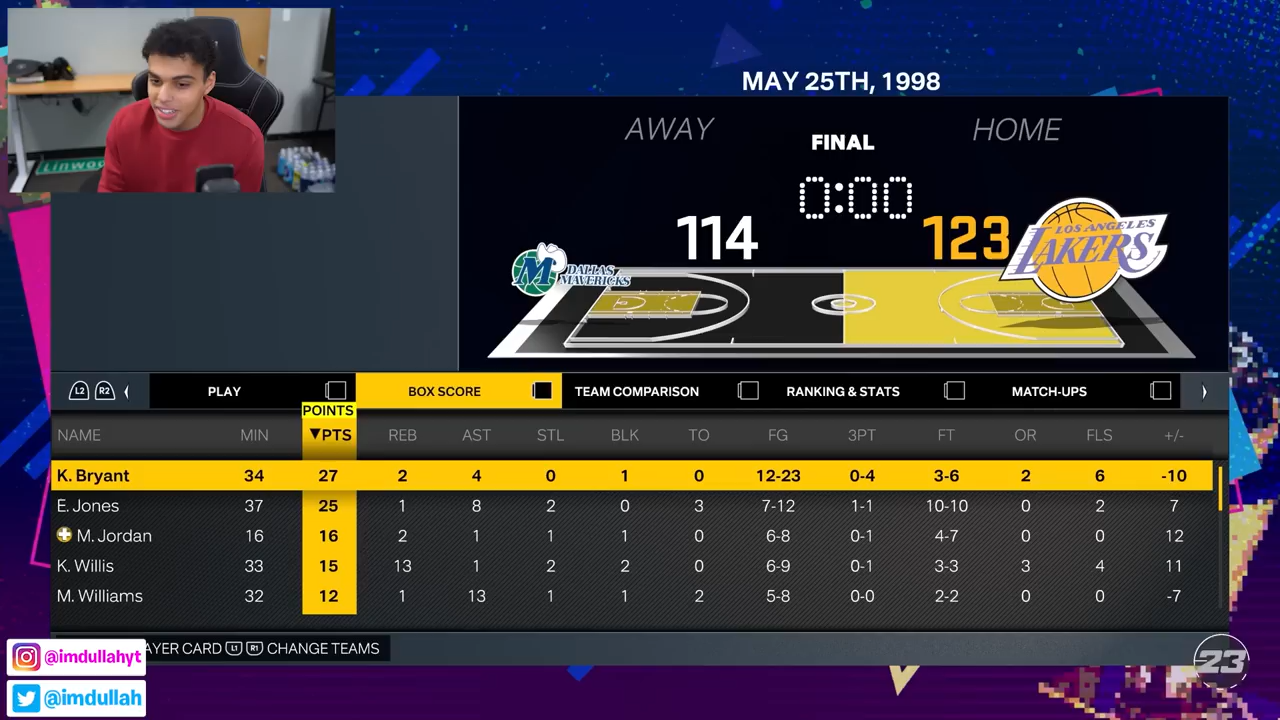 MAY 25TH, 1998
AWAY
FINAL
HOME
0:00
114
123
LOS ANGELES
LAKERS
M
DALLAS
MAVERICKS
Linwoo
L2 R2 PLAY BOX SCORE TEAM COMPARISON RANKING & STATS MATCH-UPS
POINTS
NAME MIN ▼PTS REB AST STL BLK TO FG 3PT FT OR FLS +/-
K. Bryant 34 27 2 4 0 1 0 12-23 0-4 3-6 2 6 -10
E. Jones 37 25 1 8 2 0 3 7-12 1-1 10-10 0 2 7
M. Jordan 16 16 2 1 1 1 0 6-8 0-1 4-7 0 0 12
K. Willis 33 15 13 1 2 2 0 6-9 0-1 3-3 3 4 11
M. Williams 32 12 1 13 1 1 2 5-8 0-0 2-2 0 0 -7
AYER CARD L1 R1 CHANGE TEAMS
@imdullahyt
@imdullah
23